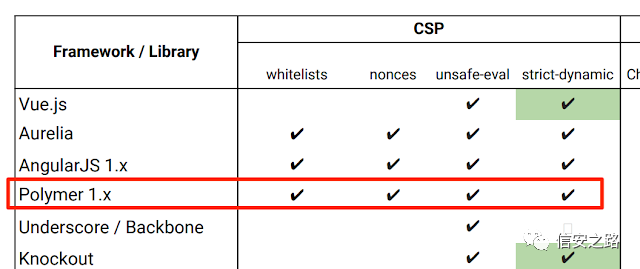 Framework / Library CSP
whitelists nonces unsafe-eval strict-dynamic Ch
Vue.js ✔ ✔
Aurelia ✔ ✔ ✔ ✔
AngularJS 1.x ✔ ✔ ✔ ✔
Polymer 1.x ✔ ✔ ✔ ✔
Underscore / Backbone ✔
Knockout ✔ ✔
信安之路